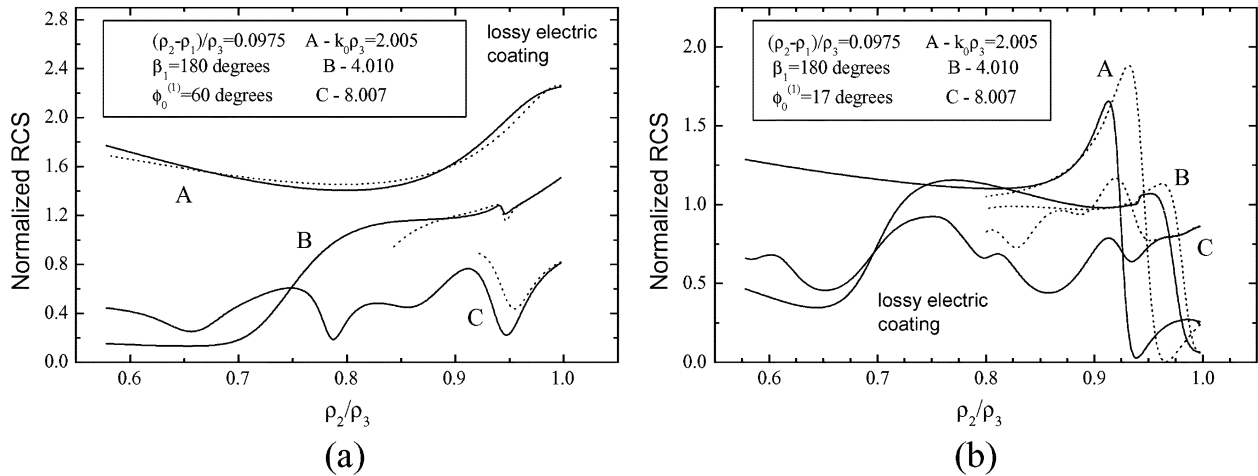 2.8
2.4
2.0
1.6
1.2
0.8
0.4
0.0
Normalized RCS
(ρ₂-ρ₁)/ρ₃=0.0975 A - k₀ρ₃=2.005
β₁=180 degrees B - 4.010
ϕ₀⁽¹⁾=60 degrees C - 8.007
lossy electric
coating
A
B
C
0.6 0.7 0.8 0.9 1.0
ρ₂/ρ₃
(a)
2.0
1.5
1.0
0.5
0.0
Normalized RCS
(ρ₂-ρ₁)/ρ₃=0.0975 A - k₀ρ₃=2.005
β₁=180 degrees B - 4.010
ϕ₀⁽¹⁾=17 degrees C - 8.007
A
B
C
lossy electric
coating
0.6 0.7 0.8 0.9 1.0
ρ₂/ρ₃
(b)